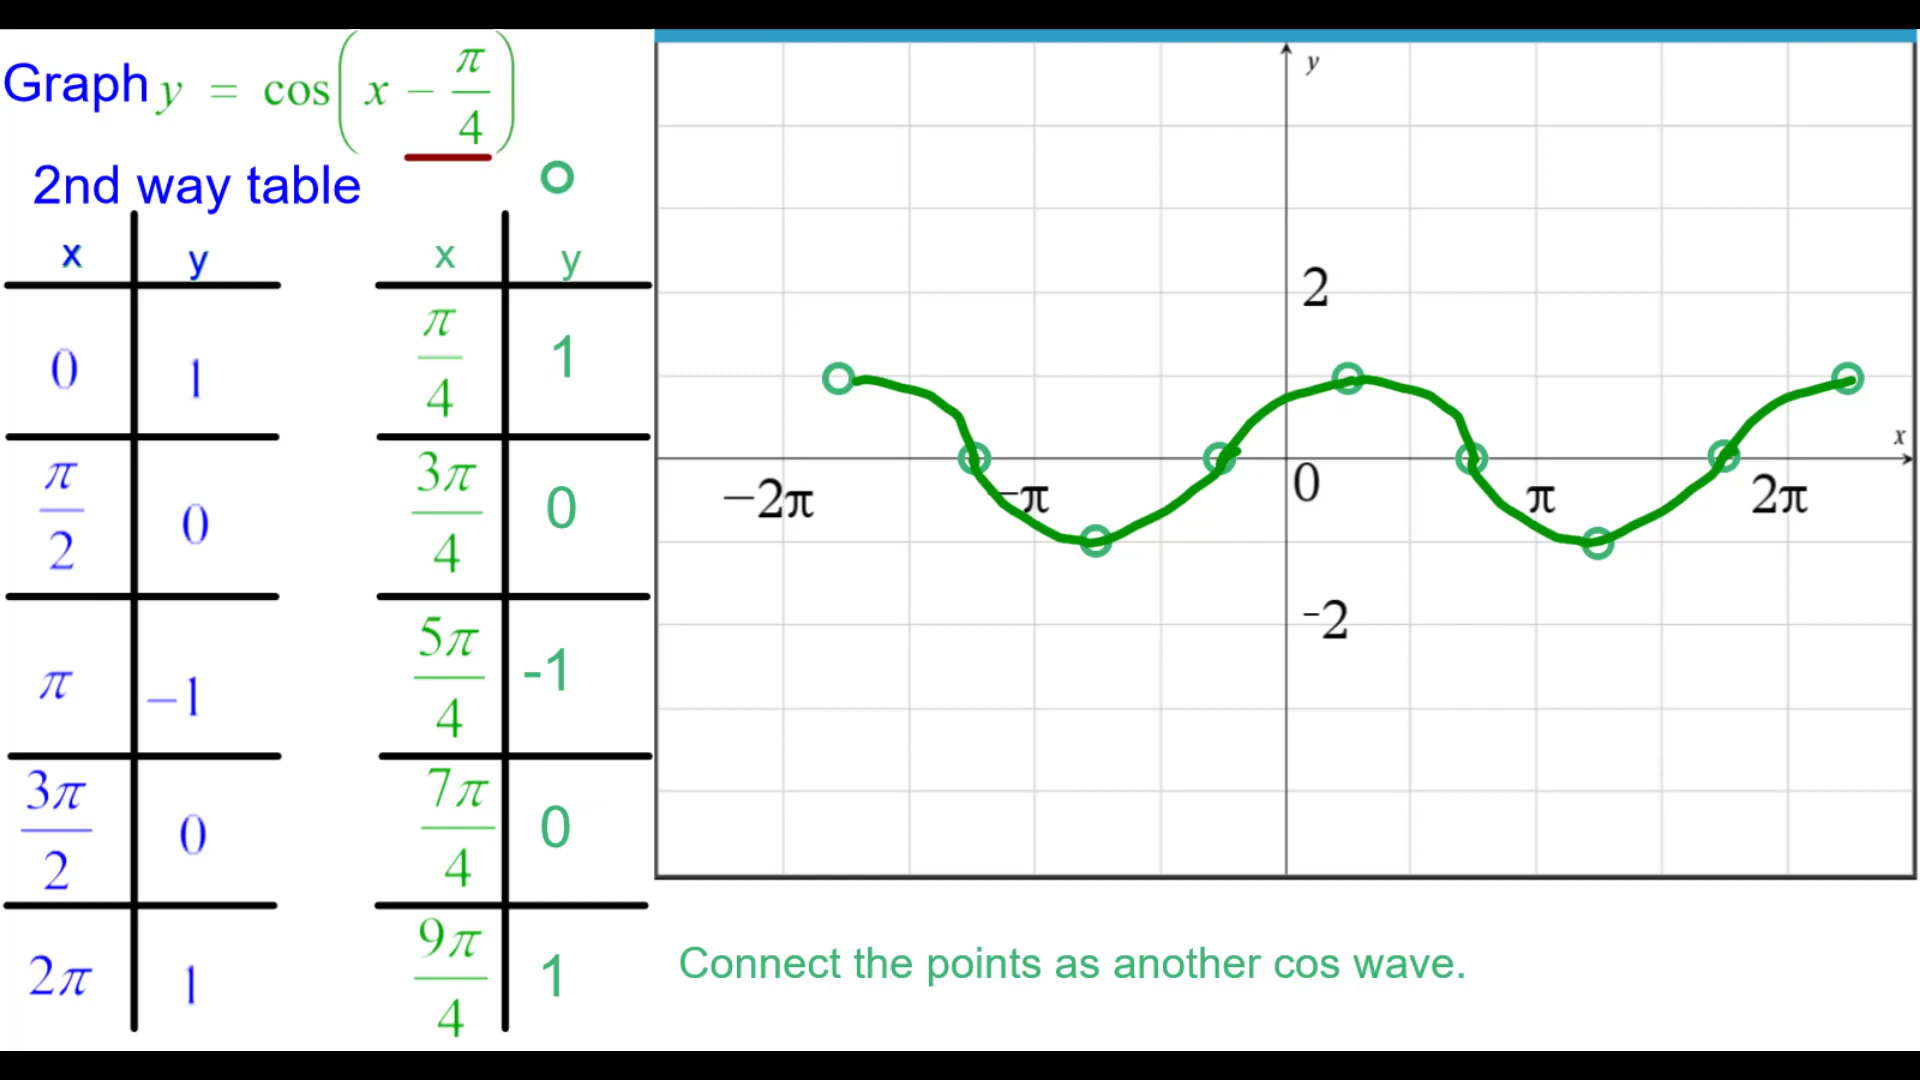 Graph y = cos(x − π/4)
2nd way table
x y
0 1
π/2 0
π −1
3π/2 0
2π 1
x y
π/4 1
3π/4 0
5π/4 -1
7π/4 0
9π/4 1
y
2
x
−2π −π 0 π 2π
-2
Connect the points as another cos wave.